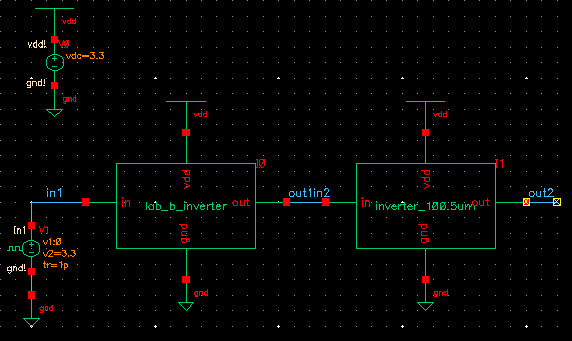 vdd
vdd! V0
vdc=3.3
gnd!
gnd
vdd
vdd
I0
I1
vdd
vdd
in1
in
lab_b_inverter
out
out1in2
in
inverter_100.5um
out
out2
in1 V1
v1:0
v2=3.3
tr=1p
gnd!
gnd
gnd
gnd
gnd
gnd